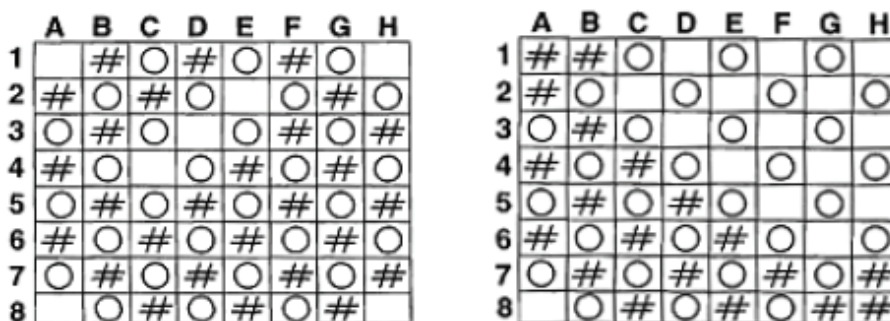 A B C D E F G H
1 # ○ # ○ # ○
2 # ○ # ○ ○ # ○
3 ○ # ○ ○ # ○ #
4 # ○ ○ # ○ # ○
5 ○ # ○ # ○ # ○ #
6 # ○ # ○ # ○ # ○
7 ○ # ○ # ○ # ○ #
8 ○ # ○ # ○ #
A B C D E F G H
1 # # ○ ○ ○
2 # ○ ○ ○ ○
3 ○ # ○ ○ ○
4 # ○ # ○ ○ ○
5 ○ # ○ # ○ ○
6 # ○ # ○ # ○ ○
7 ○ # ○ # ○ # ○ #
8 ○ # ○ # ○ # #